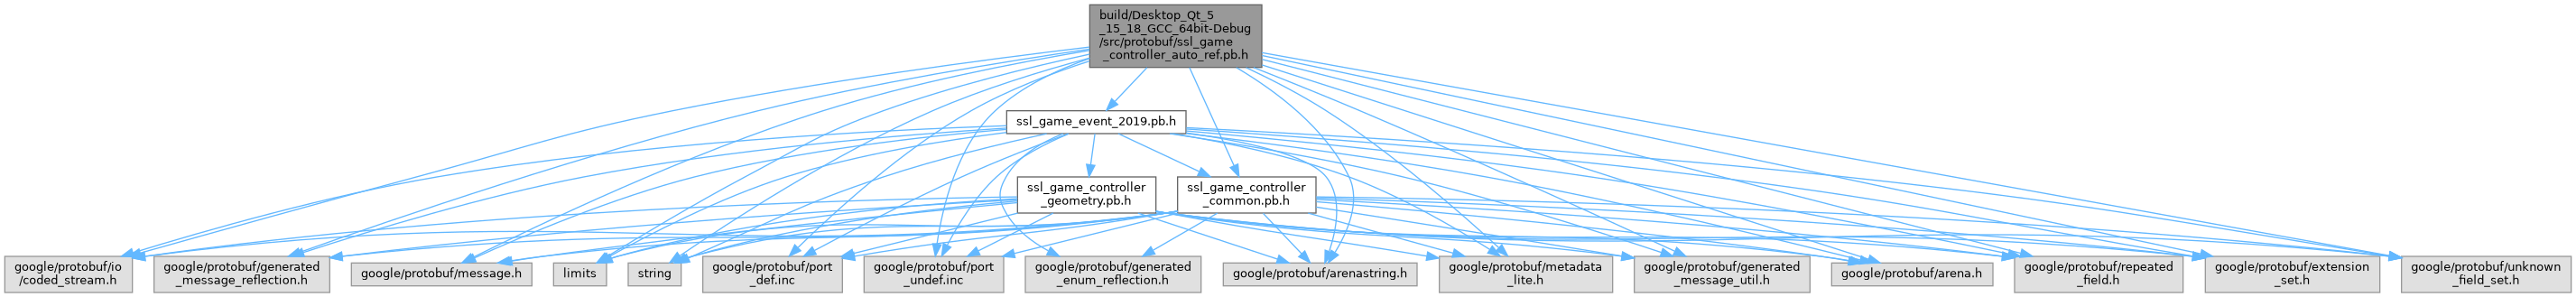 build/Desktop_Qt_5
_15_18_GCC_64bit-Debug
/src/protobuf/ssl_game
_controller_auto_ref.pb.h
ssl_game_event_2019.pb.h
ssl_game_controller
_geometry.pb.h
ssl_game_controller
_common.pb.h
google/protobuf/io
/coded_stream.h
google/protobuf/generated
_message_reflection.h
google/protobuf/message.h
limits
string
google/protobuf/port
_def.inc
google/protobuf/port
_undef.inc
google/protobuf/generated
_enum_reflection.h
google/protobuf/arenastring.h
google/protobuf/metadata
_lite.h
google/protobuf/generated
_message_util.h
google/protobuf/arena.h
google/protobuf/repeated
_field.h
google/protobuf/extension
_set.h
google/protobuf/unknown
_field_set.h